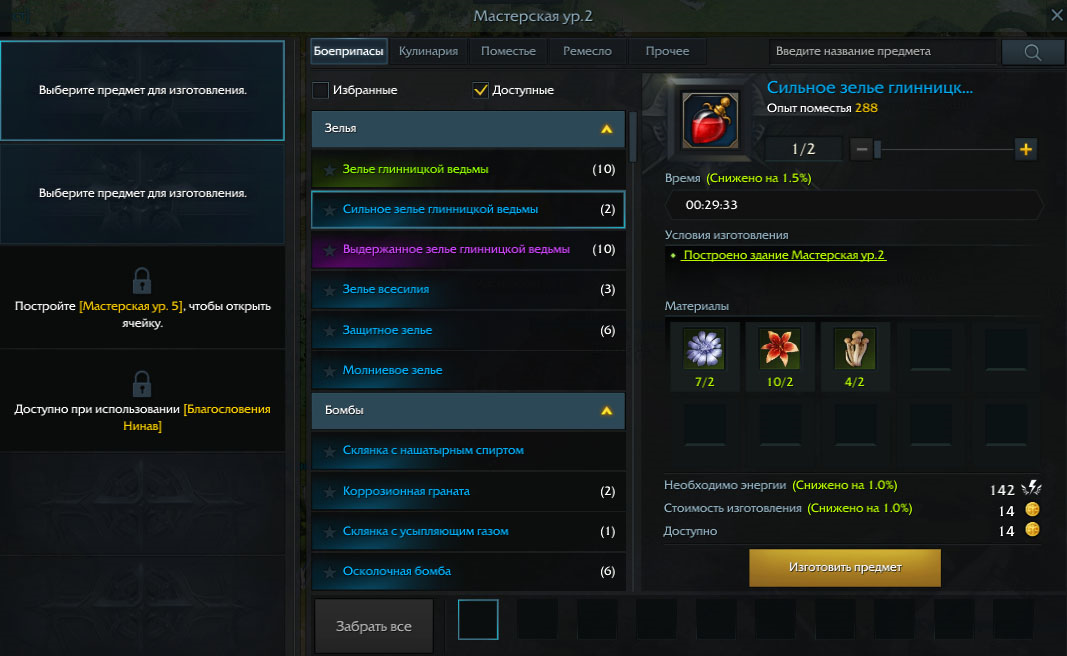 Мастерская ур.2
Выберите предмет для изготовления.
Выберите предмет для изготовления.
Постройте [Мастерская ур. 5], чтобы открыть
ячейку.
Доступно при использовании [Благословения
Нинав]
Боеприпасы
Кулинария
Поместье
Ремесло
Прочее
Введите название предмета
Избранные
Доступные
Зелья
Зелье глинницкой ведьмы (10)
Сильное зелье глинницкой ведьмы (2)
Выдержанное зелье глинницкой ведьмы (10)
Зелье всесилия (3)
Защитное зелье (6)
Молниевое зелье
Бомбы
Склянка с нашатырным спиртом
Коррозионная граната (2)
Склянка с усыпляющим газом (1)
Осколочная бомба (6)
Сильное зелье глинницк...
Опыт поместья 288
1/2
Время (Снижено на 1.5%)
00:29:33
Условия изготовления
Построено здание Мастерская ур.2
Материалы
7/2
10/2
4/2
Необходимо энергии (Снижено на 1.0%) 142
Стоимость изготовления (Снижено на 1.0%) 14
Доступно 14
Изготовить предмет
Забрать все